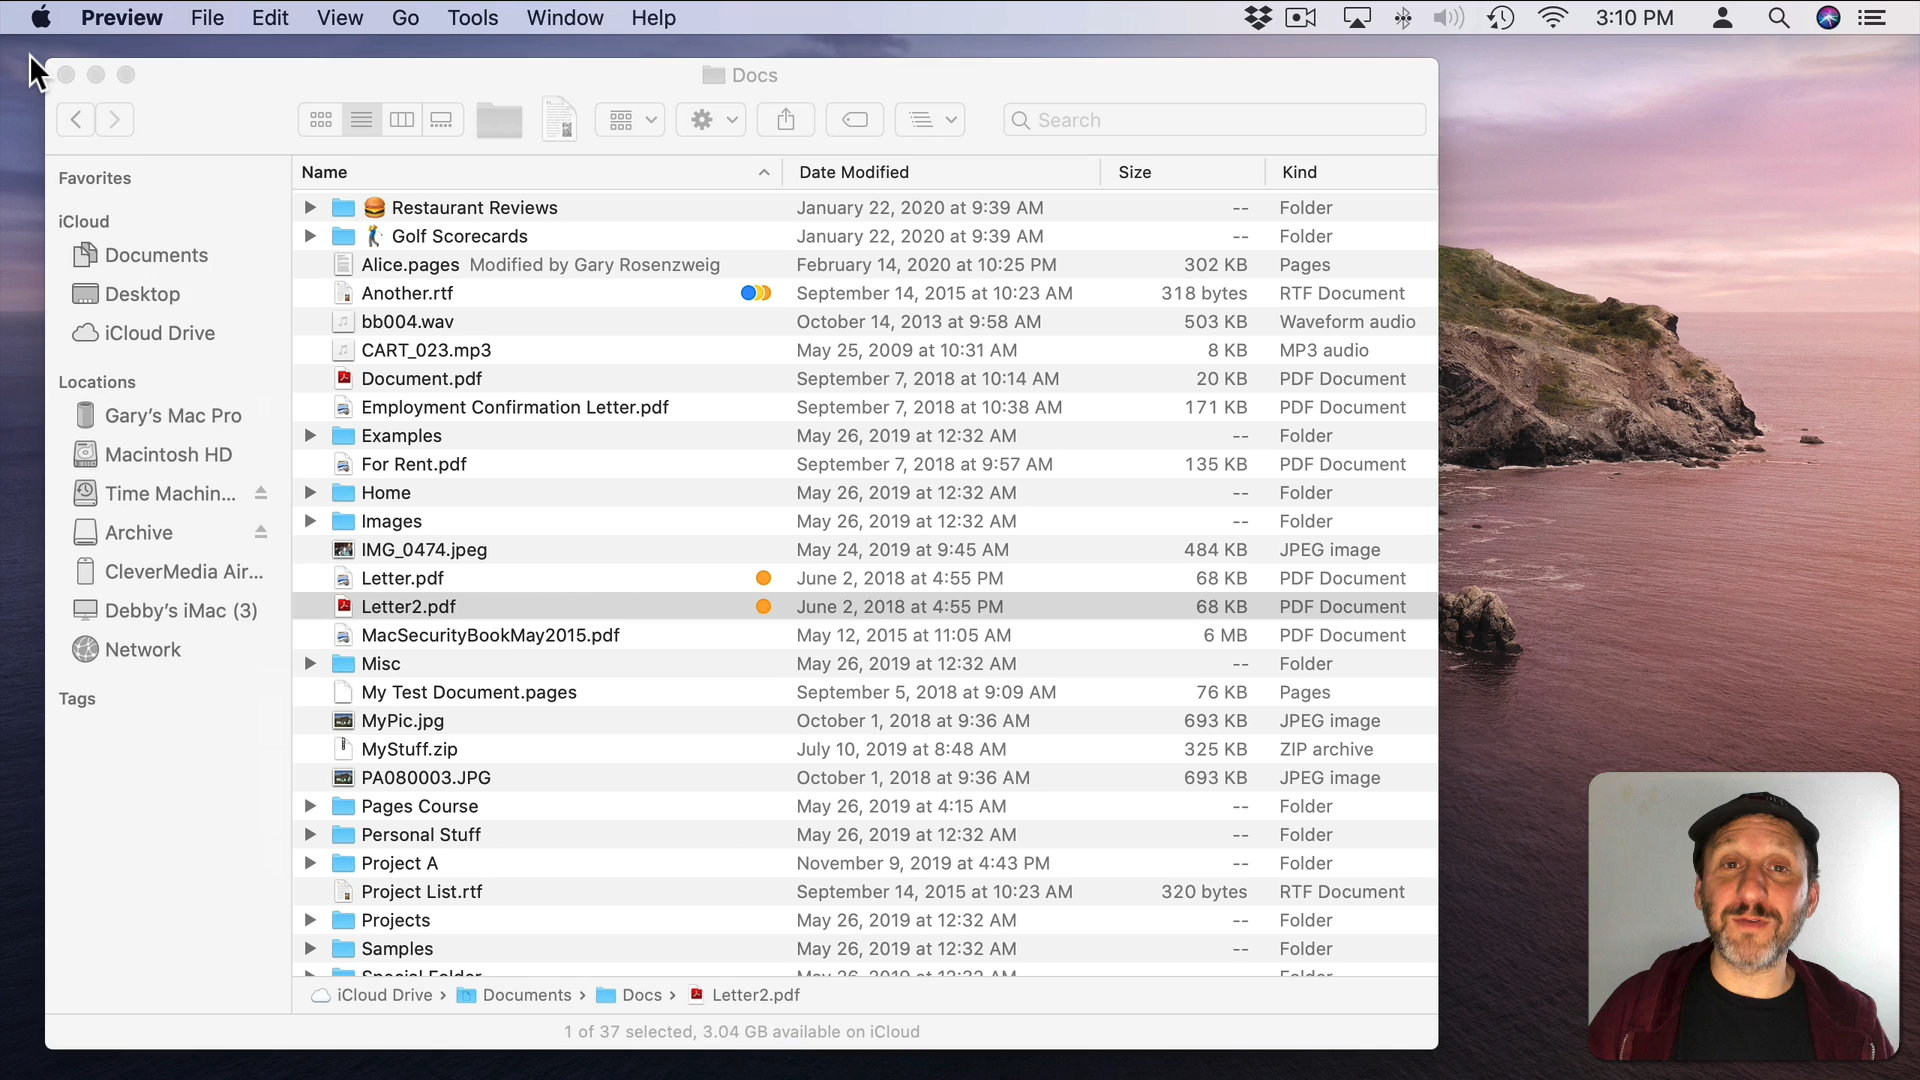 Preview File Edit View Go Tools Window Help 3:10 PM
Docs
Search
Favorites
iCloud
Documents
Desktop
iCloud Drive
Locations
Gary's Mac Pro
Macintosh HD
Time Machin...
Archive
CleverMedia Air...
Debby's iMac (3)
Network
Tags
Name Date Modified Size Kind
Restaurant Reviews January 22, 2020 at 9:39 AM -- Folder
Golf Scorecards January 22, 2020 at 9:39 AM -- Folder
Alice.pages Modified by Gary Rosenzweig February 14, 2020 at 10:25 PM 302 KB Pages
Another.rtf September 14, 2015 at 10:23 AM 318 bytes RTF Document
bb004.wav October 14, 2013 at 9:58 AM 503 KB Waveform audio
CART_023.mp3 May 25, 2009 at 10:31 AM 8 KB MP3 audio
Document.pdf September 7, 2018 at 10:14 AM 20 KB PDF Document
Employment Confirmation Letter.pdf September 7, 2018 at 10:38 AM 171 KB PDF Document
Examples May 26, 2019 at 12:32 AM -- Folder
For Rent.pdf September 7, 2018 at 9:57 AM 135 KB PDF Document
Home May 26, 2019 at 12:32 AM -- Folder
Images May 26, 2019 at 12:32 AM -- Folder
IMG_0474.jpeg May 24, 2019 at 9:45 AM 484 KB JPEG image
Letter.pdf June 2, 2018 at 4:55 PM 68 KB PDF Document
Letter2.pdf June 2, 2018 at 4:55 PM 68 KB PDF Document
MacSecurityBookMay2015.pdf May 12, 2015 at 11:05 AM 6 MB PDF Document
Misc May 26, 2019 at 12:32 AM -- Folder
My Test Document.pages September 5, 2018 at 9:09 AM 76 KB Pages
MyPic.jpg October 1, 2018 at 9:36 AM 693 KB JPEG image
MyStuff.zip July 10, 2019 at 8:48 AM 325 KB ZIP archive
PA080003.JPG October 1, 2018 at 9:36 AM 693 KB JPEG image
Pages Course May 26, 2019 at 4:15 AM -- Folder
Personal Stuff May 26, 2019 at 12:32 AM -- Folder
Project A November 9, 2019 at 4:43 PM -- Folder
Project List.rtf September 14, 2015 at 10:23 AM 320 bytes RTF Document
Projects May 26, 2019 at 12:32 AM -- Folder
Samples May 26, 2019 at 12:32 AM -- Folder
Special Folder May 26, 2019 at 12:32 AM -- Folder
iCloud Drive › Documents › Docs › Letter2.pdf
1 of 37 selected, 3.04 GB available on iCloud